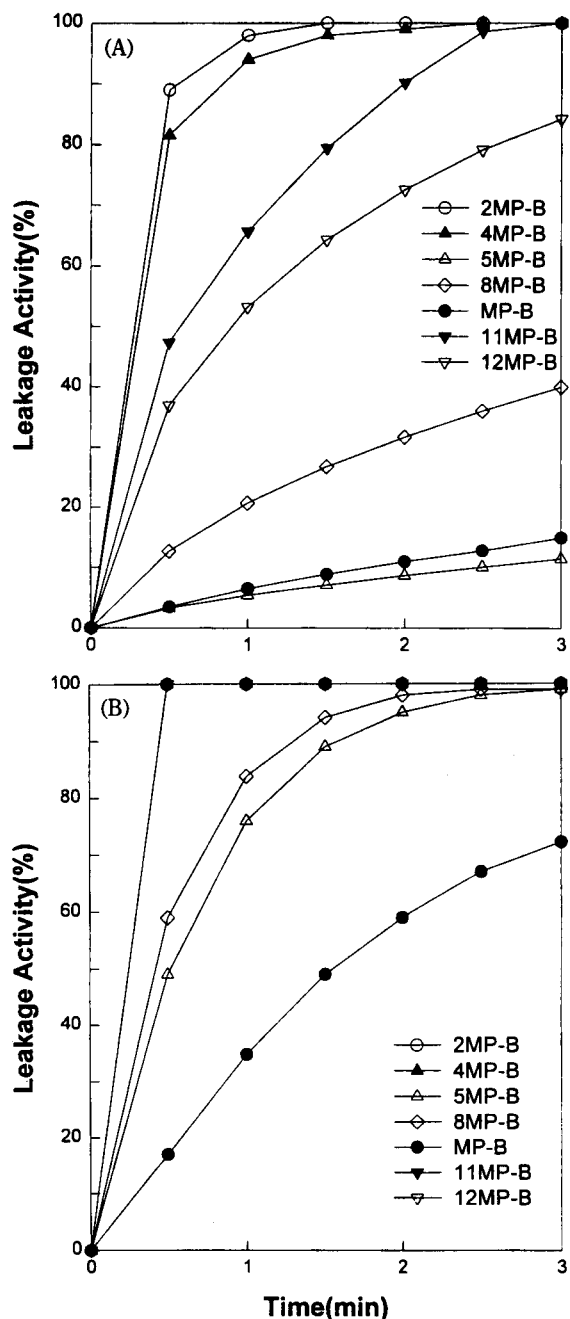 (A)
100
80
60
40
20
0
Leakage Activity(%)
2MP-B
4MP-B
5MP-B
8MP-B
MP-B
11MP-B
12MP-B
0 1 2 3
(B)
100
80
60
40
20
0
Leakage Activity(%)
2MP-B
4MP-B
5MP-B
8MP-B
MP-B
11MP-B
12MP-B
0 1 2 3
Time(min)